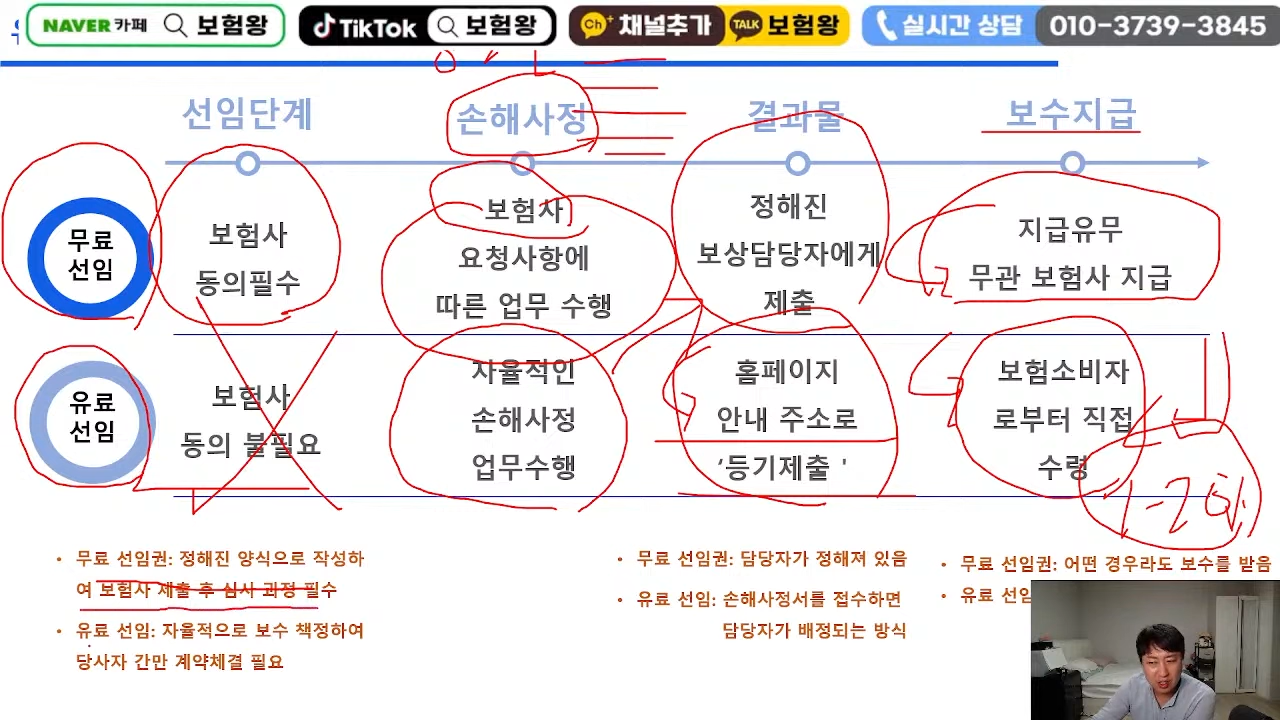 NAVER 카페 보험왕 TikTok 보험왕 Ch+ 채널추가 TALK 보험왕 실시간 상담 010-3739-3845
선임단계 손해사정 결과물 보수지급
무료
선임
보험사
동의필수
보험사
요청사항에
따른 업무 수행
정해진
보상담당자에게
제출
지급유무
무관 보험사 지급
유료
선임
보험사
동의 불필요
자율적인
손해사정
업무수행
홈페이지
안내 주소로
'등기제출 '
보험소비자
로부터 직접
수령
• 무료 선임권: 정해진 양식으로 작성하
여 보험사 제출 후 심사 과정 필수
• 유료 선임: 자율적으로 보수 책정하여
당사자 간만 계약체결 필요
• 무료 선임권: 담당자가 정해져 있음
• 유료 선임: 손해사정서를 접수하면
담당자가 배정되는 방식
• 무료 선임권: 어떤 경우라도 보수를 받음
• 유료 선임